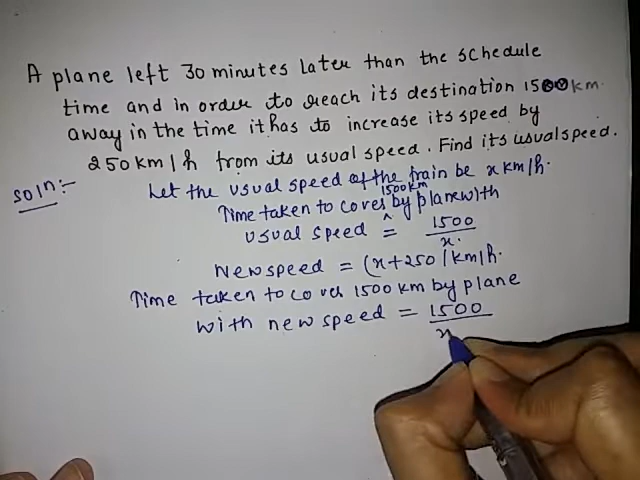 A plane left 30 minutes later than the schedule
time and in order to reach its destination 1500 km
away in the time it has to increase its speed by
250 km/h from its usual speed. Find its usual speed.
Soln:- Let the usual speed of the train be x km/h.
1500 km
Time taken to cover ^ by plane with
usual speed = 1500/x.
New speed = (x+250) km/h.
Time taken to cover 1500 km by plane
with new speed = 1500/x